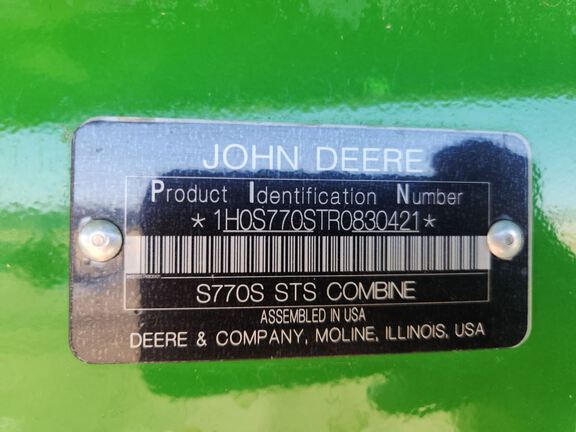 JOHN DEERE
Product Identification Number
*1H0S770STR0830421*
S770S STS COMBINE
ASSEMBLED IN USA
DEERE & COMPANY, MOLINE, ILLINOIS, USA